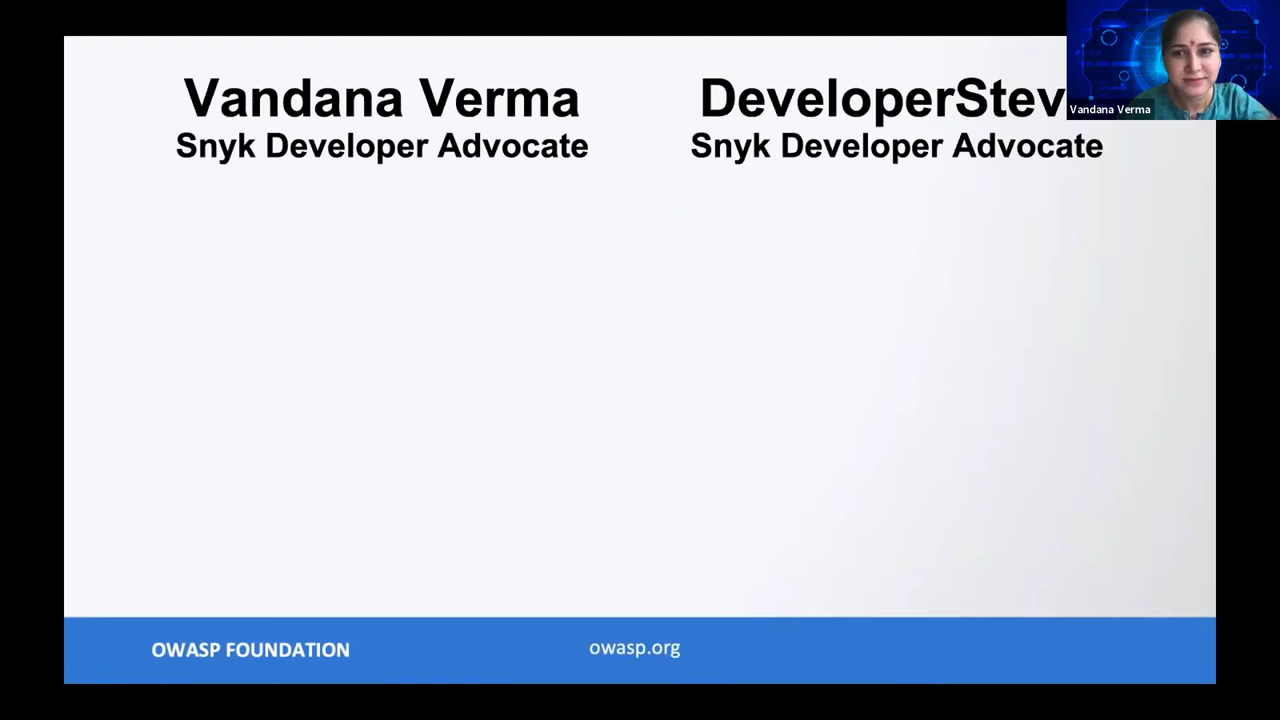 Vandana Verma
Snyk Developer Advocate
DeveloperStev
Snyk Developer Advocate
Vandana Verma
OWASP FOUNDATION
owasp.org